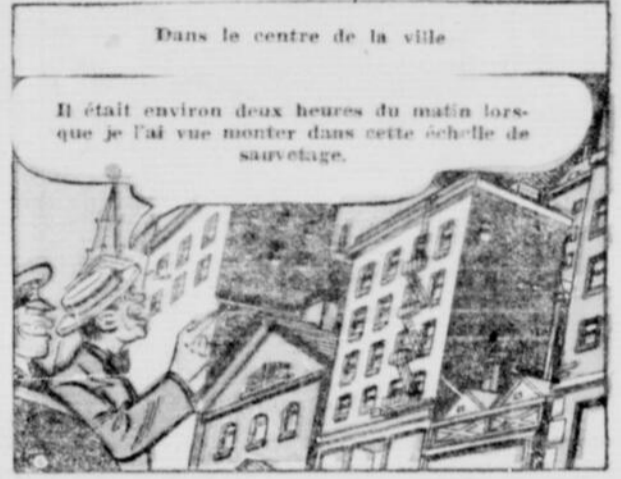 Dans le centre de la ville
Il était environ deux heures du matin lors-
que je l'ai vue monter dans cette échelle de
sauvetage.